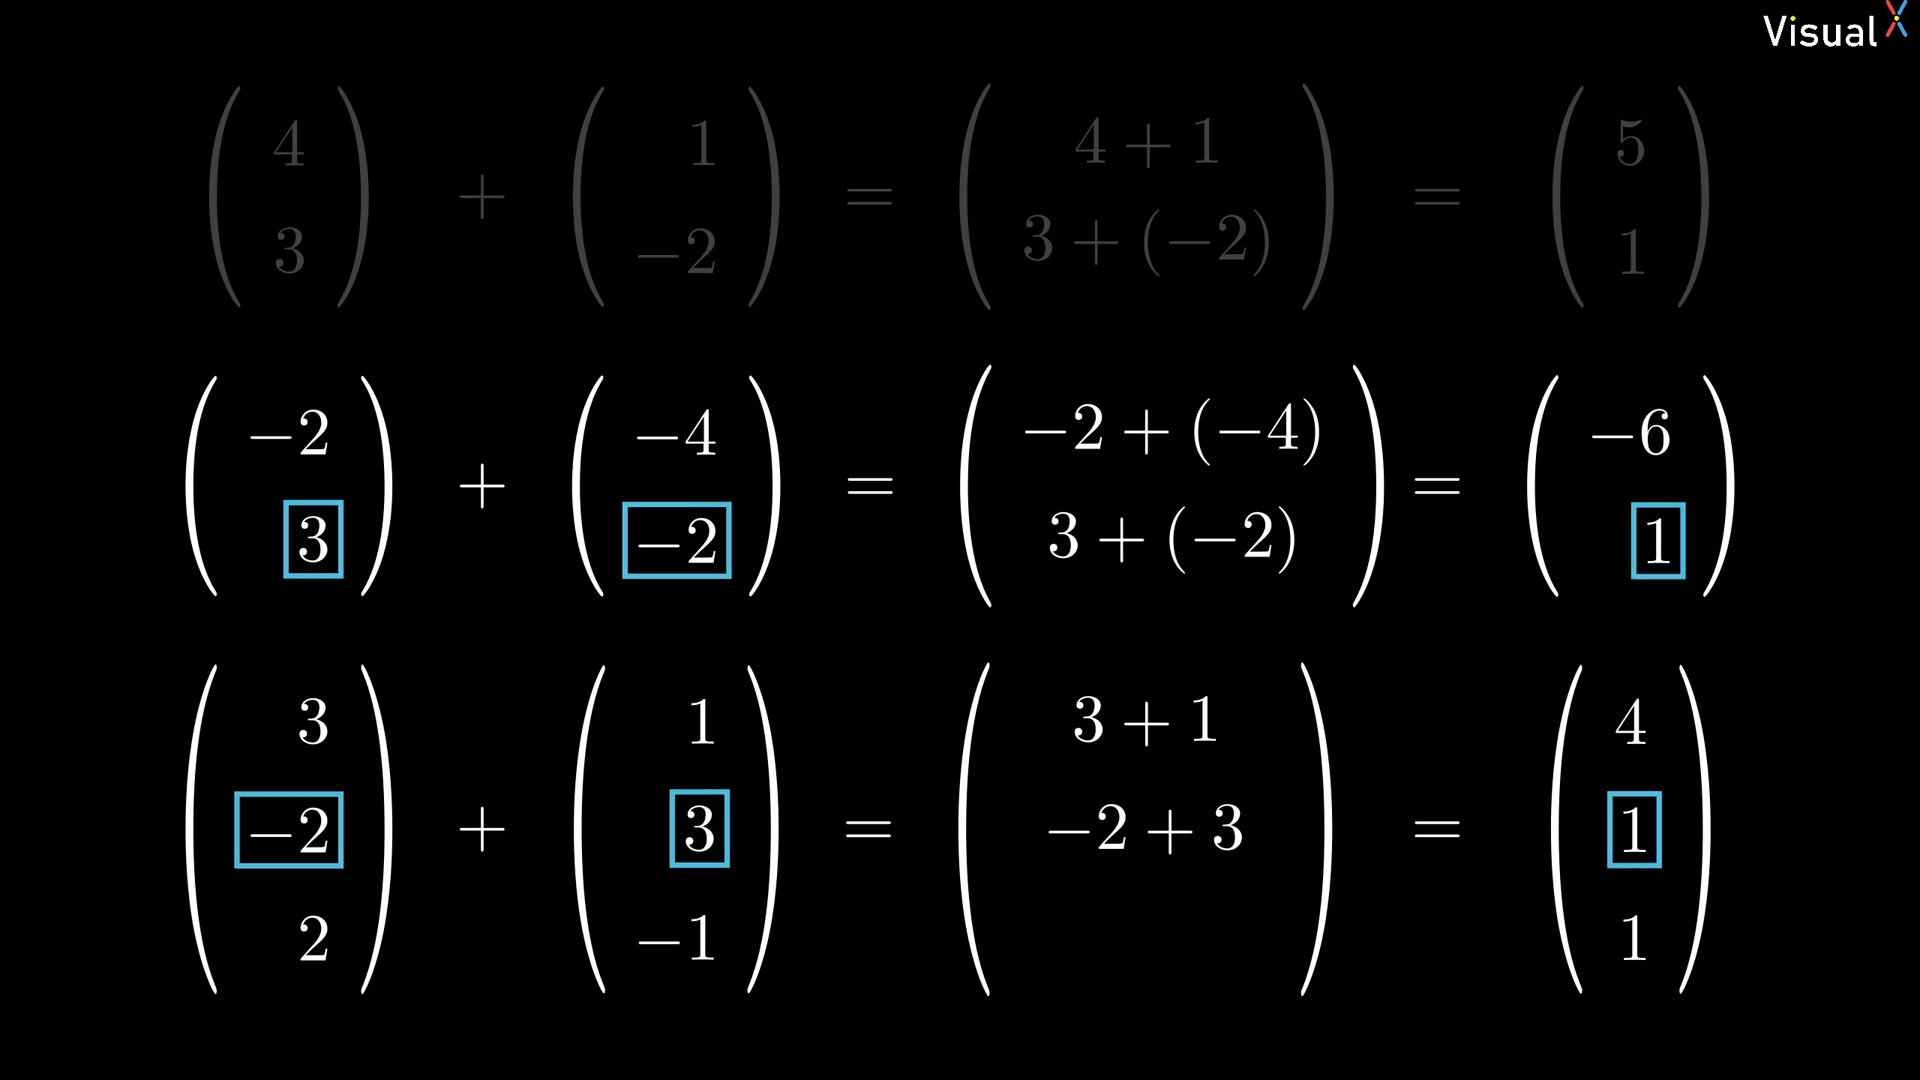 VisualX
4 1 4 + 1 5
+ = =
3 −2 3 + (−2) 1
−2 −4 −2 + (−4) −6
+ = =
3 −2 3 + (−2) 1
3 1 3 + 1 4
−2 + 3 = −2 + 3 = 1
2 −1 1